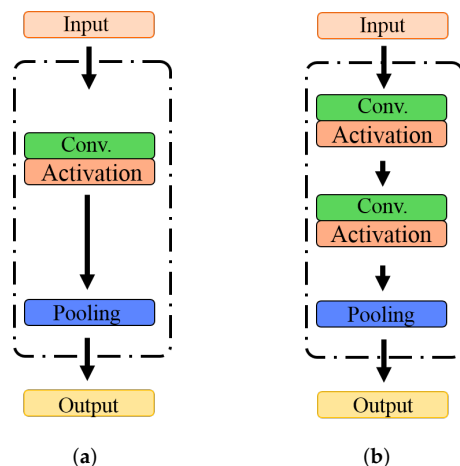 Input
Conv.
Activation
Pooling
Output
(a)
Input
Conv.
Activation
Conv.
Activation
Pooling
Output
(b)